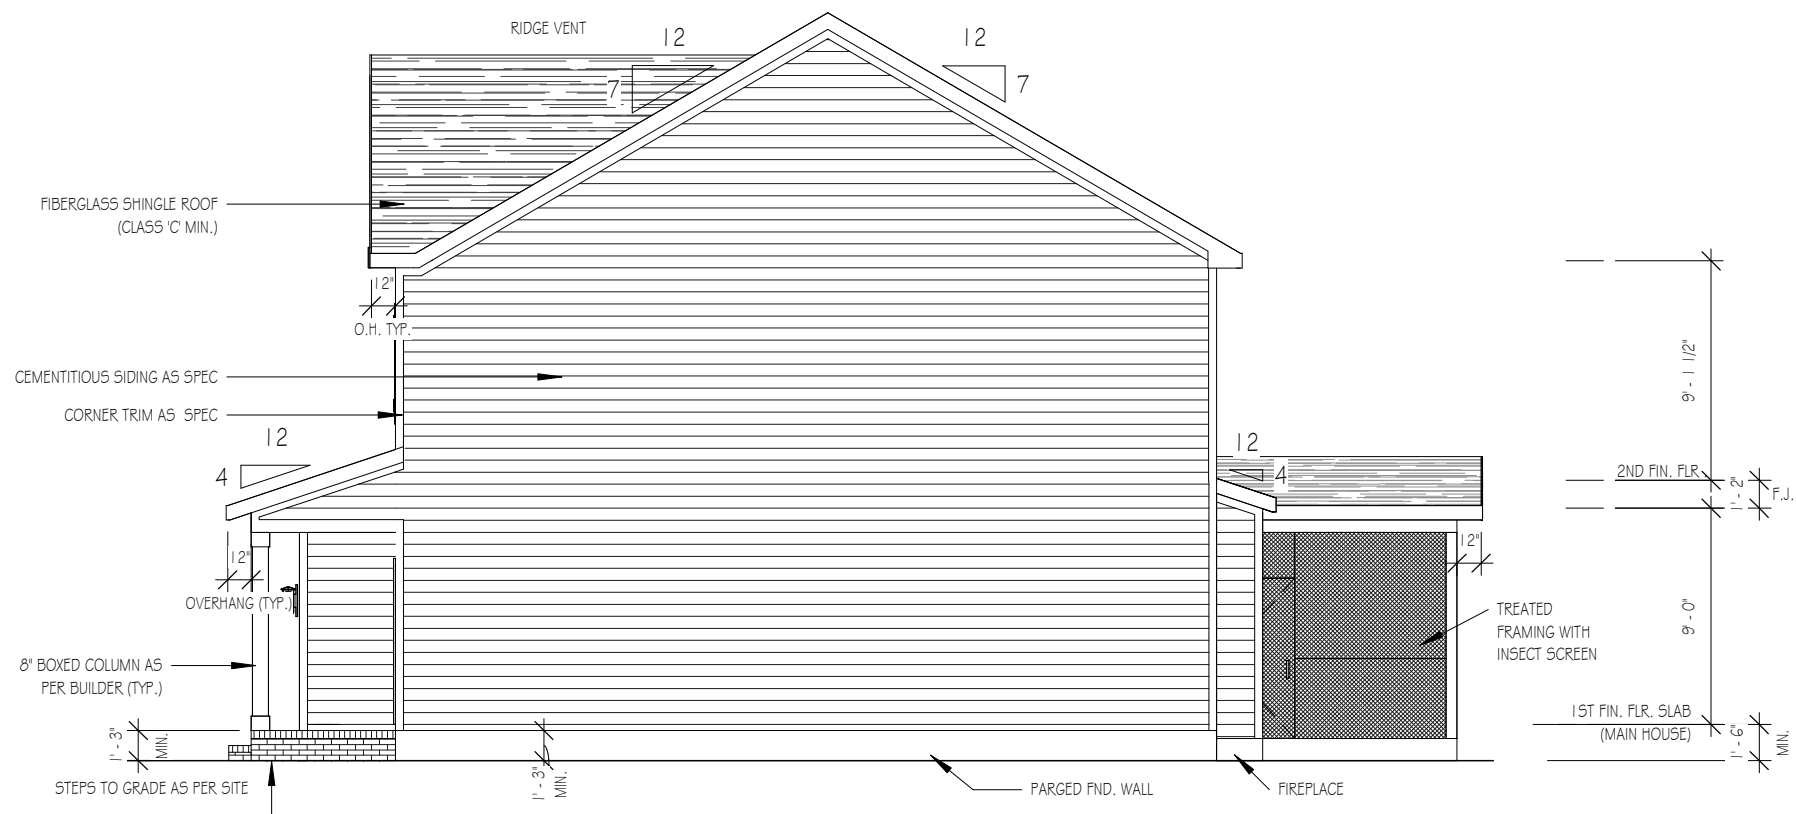 RIDGE VENT
12
7
12
7
FIBERGLASS SHINGLE ROOF
(CLASS 'C' MIN.)
12"
O.H. TYP.
CEMENTITIOUS SIDING AS SPEC
CORNER TRIM AS SPEC
12
4
12
4
9' - 1 1/2"
2ND FIN. FLR
1' - 2"
F.J.
12"
OVERHANG (TYP.)
12"
8" BOXED COLUMN AS
PER BUILDER (TYP.)
TREATED
FRAMING WITH
INSECT SCREEN
9' - 0"
1ST FIN. FLR. SLAB
(MAIN HOUSE)
1' - 6"
MIN.
1' - 3"
MIN.
STEPS TO GRADE AS PER SITE
1' - 3"
MIN.
PARGED FND. WALL
FIREPLACE